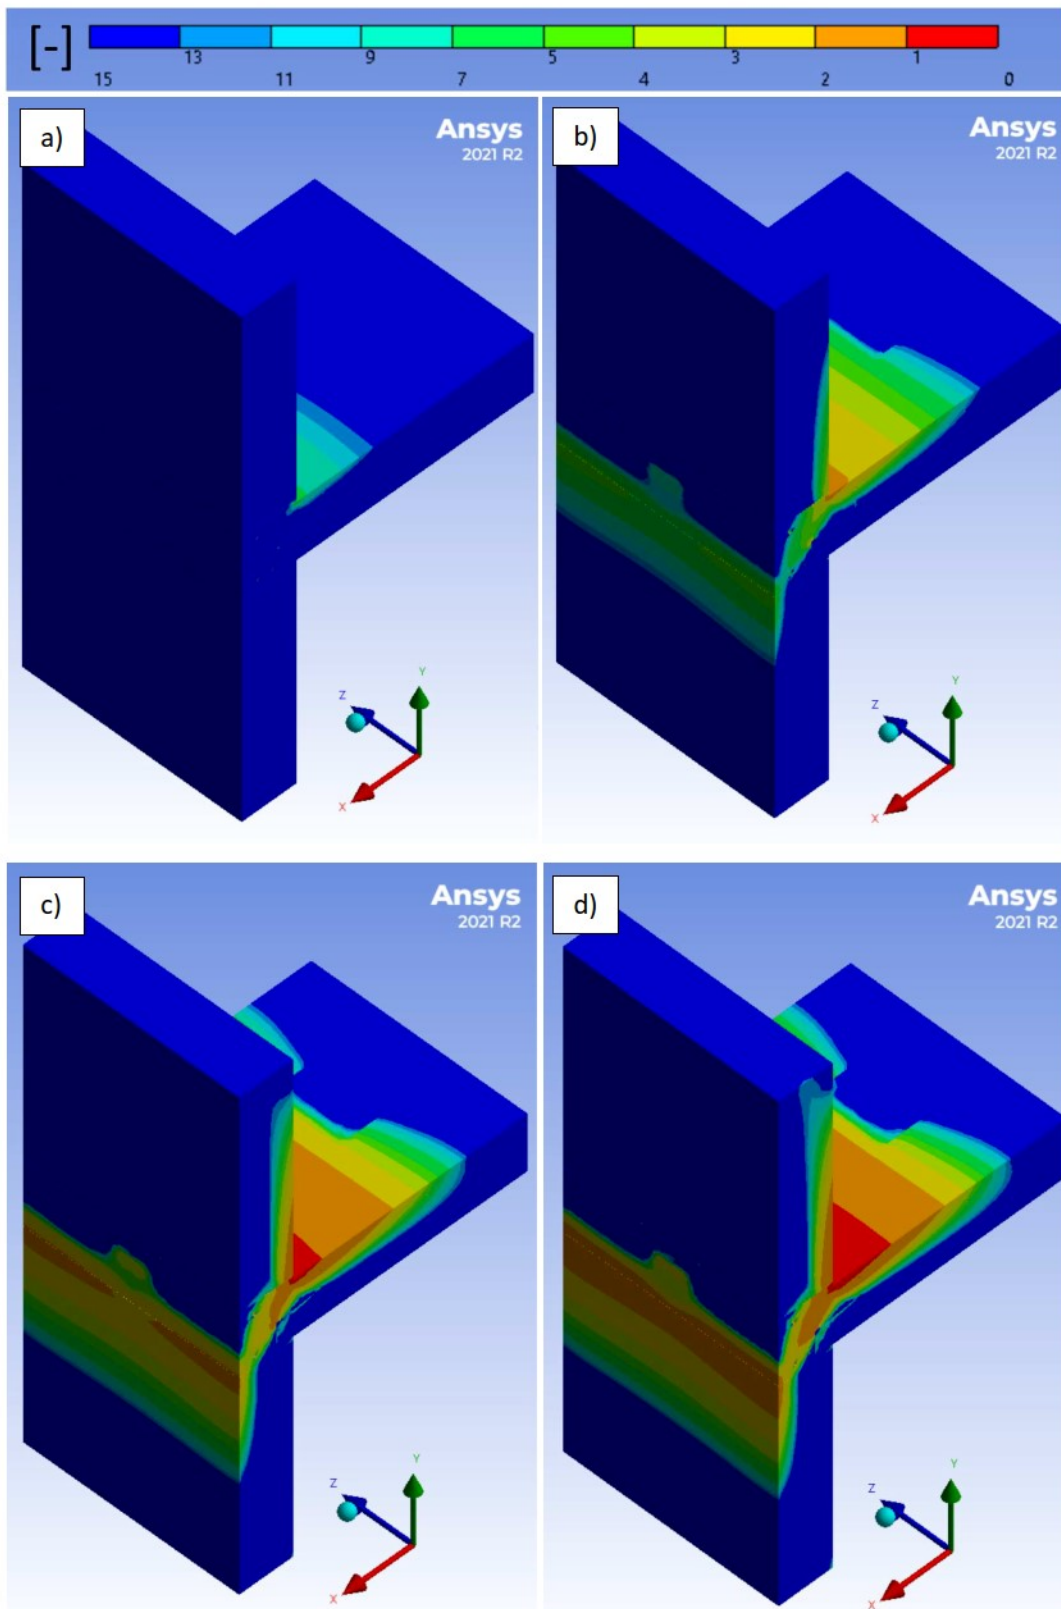 [-]
13 9 5 3 1
15 11 7 4 2 0
a)
Ansys
2021 R2
Y
Z
X
b)
Ansys
2021 R2
Y
Z
X
c)
Ansys
2021 R2
Y
Z
X
d)
Ansys
2021 R2
Y
Z
X